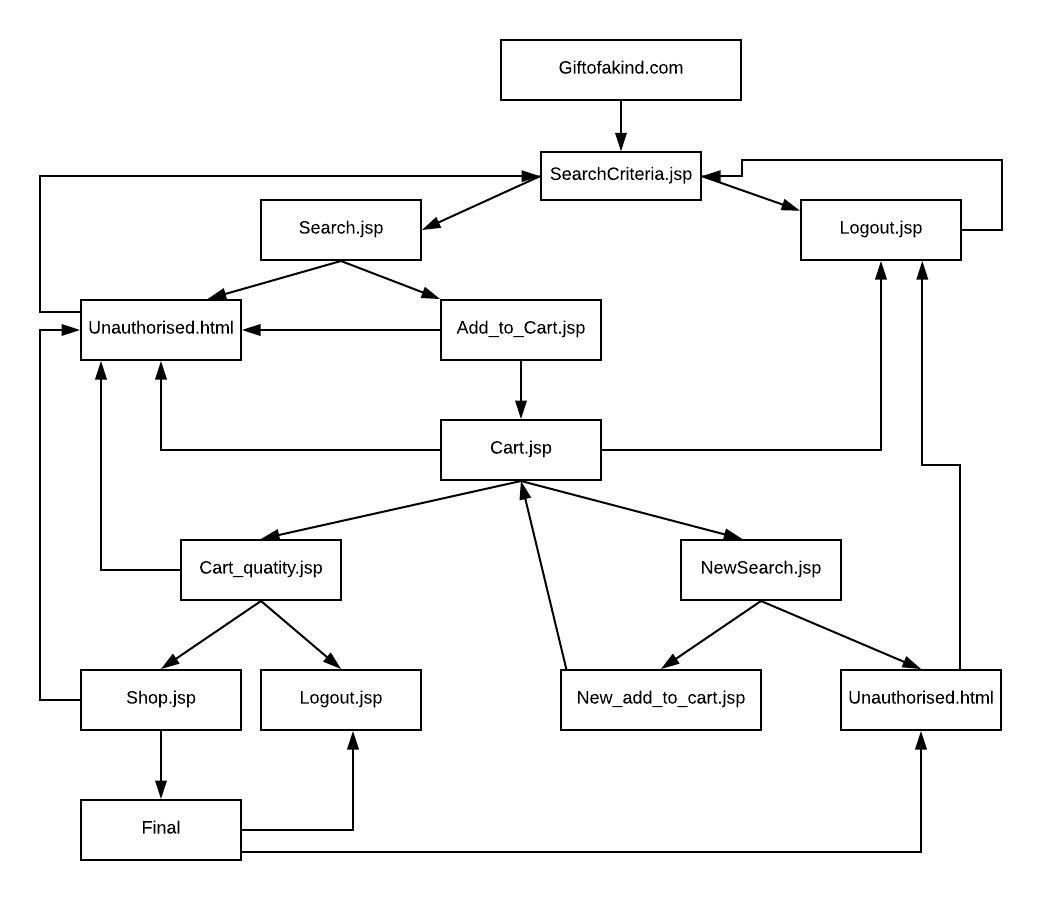 Giftofakind.com
SearchCriteria.jsp
Search.jsp
Logout.jsp
Unauthorised.html
Add_to_Cart.jsp
Cart.jsp
Cart_quatity.jsp
NewSearch.jsp
Shop.jsp
Logout.jsp
New_add_to_cart.jsp
Unauthorised.html
Final